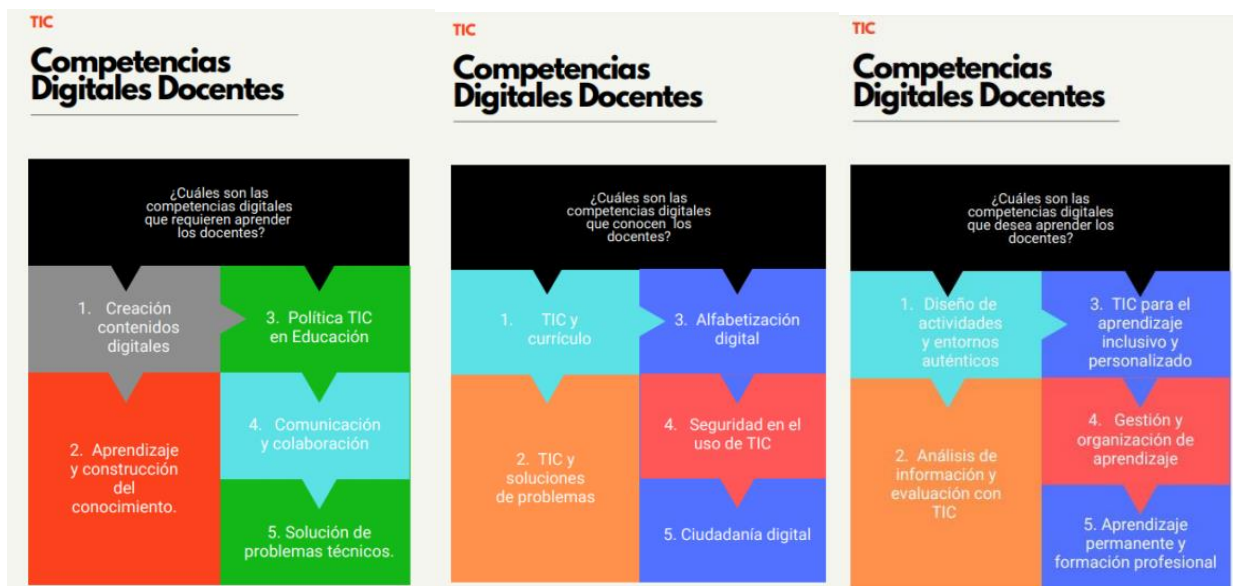 TIC
Competencias
Digitales Docentes
¿Cuáles son las
competencias digitales
que requieren aprender
los docentes?
1. Creación
contenidos
digitales
2. Aprendizaje
y construcción
del
conocimiento.
3. Política TIC
en Educación
4. Comunicación
y colaboración
5. Solución de
problemas técnicos.
TIC
Competencias
Digitales Docentes
¿Cuáles son las
competencias digitales
que conocen los
docentes?
1. TIC y
currículo
2. TIC y
soluciones
de problemas
3. Alfabetización
digital
4. Seguridad en el
uso de TIC
5. Ciudadanía digital
TIC
Competencias
Digitales Docentes
¿Cuáles son las
competencias digitales
que desea aprender los
docentes?
1. Diseño de
actividades
y entornos
auténticos
2. Análisis de
información y
evaluación con
TIC
3. TIC para el
aprendizaje
inclusivo y
personalizado
4. Gestión y
organización de
aprendizaje
5. Aprendizaje
permanente y
formación profesional